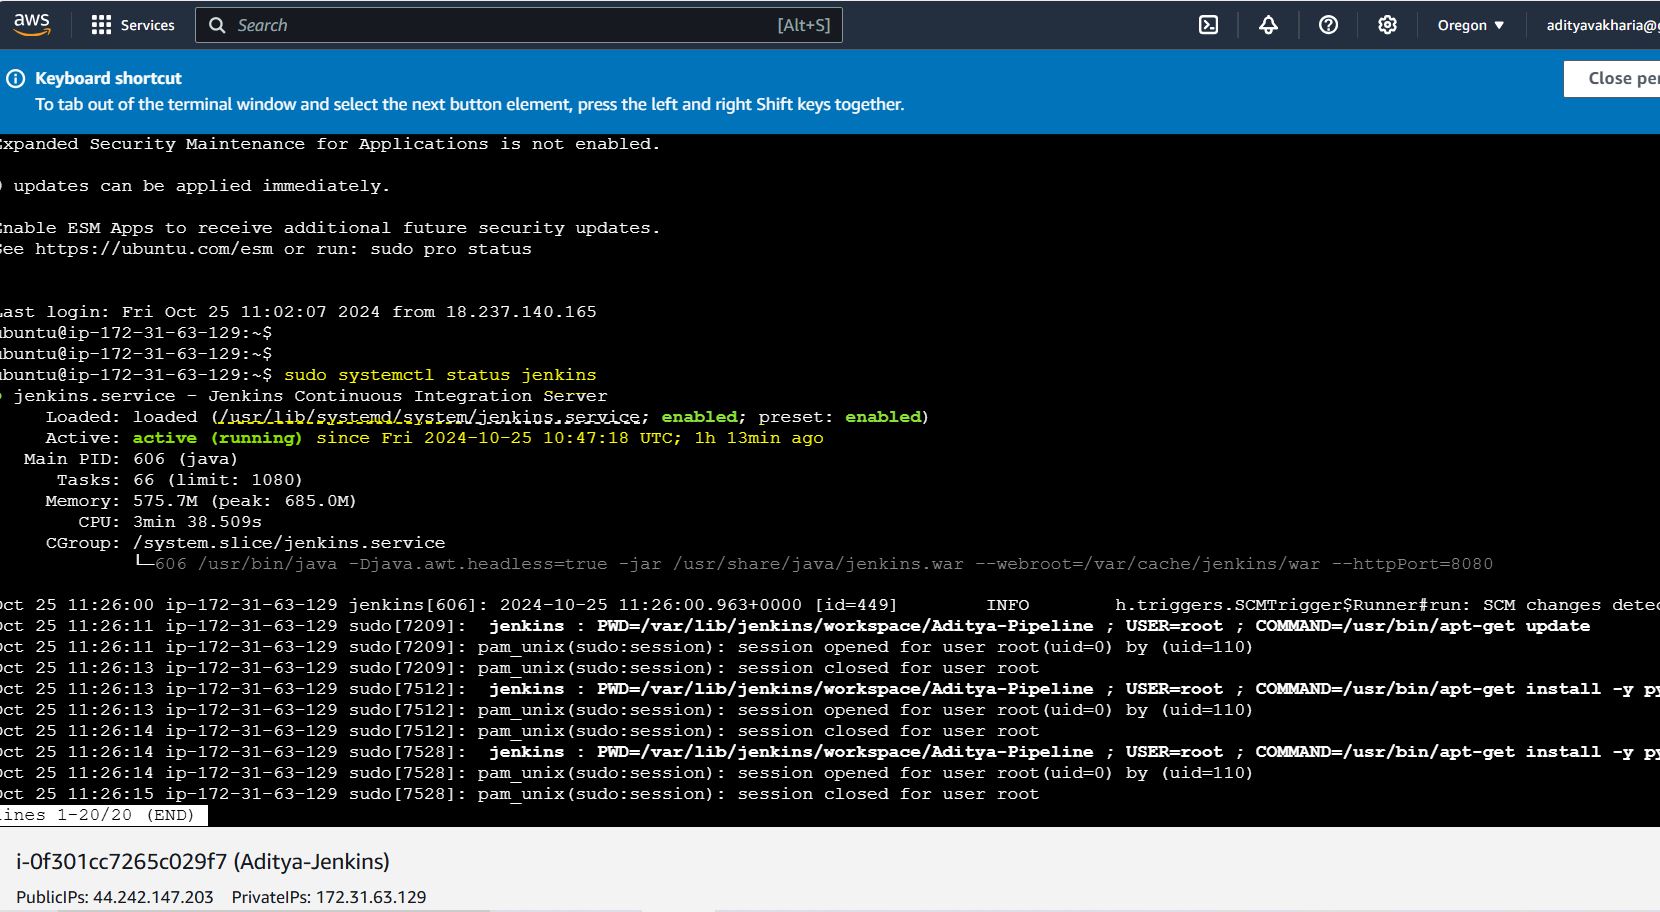 aws
Services
Search [Alt+S]
Oregon ▼
adityavakharia@
Keyboard shortcut
Close per
To tab out of the terminal window and select the next button element, press the left and right Shift keys together.
xpanded Security Maintenance for Applications is not enabled.
updates can be applied immediately.
nable ESM Apps to receive additional future security updates.
ee https://ubuntu.com/esm or run: sudo pro status
ast login: Fri Oct 25 11:02:07 2024 from 18.237.140.165
ubuntu@ip-172-31-63-129:~$
ubuntu@ip-172-31-63-129:~$
ubuntu@ip-172-31-63-129:~$ sudo systemctl status jenkins
jenkins.service - Jenkins Continuous Integration Server
Loaded: loaded (/usr/lib/systemd/system/jenkins.service; enabled; preset: enabled)
Active: active (running) since Fri 2024-10-25 10:47:18 UTC; 1h 13min ago
Main PID: 606 (java)
Tasks: 66 (limit: 1080)
Memory: 575.7M (peak: 685.0M)
CPU: 3min 38.509s
CGroup: /system.slice/jenkins.service
└─606 /usr/bin/java -Djava.awt.headless=true -jar /usr/share/java/jenkins.war --webroot=/var/cache/jenkins/war --httpPort=8080
Oct 25 11:26:00 ip-172-31-63-129 jenkins[606]: 2024-10-25 11:26:00.963+0000 [id=449] INFO h.triggers.SCMTrigger$Runner#run: SCM changes detec
Oct 25 11:26:11 ip-172-31-63-129 sudo[7209]: jenkins : PWD=/var/lib/jenkins/workspace/Aditya-Pipeline ; USER=root ; COMMAND=/usr/bin/apt-get update
Oct 25 11:26:11 ip-172-31-63-129 sudo[7209]: pam_unix(sudo:session): session opened for user root(uid=0) by (uid=110)
Oct 25 11:26:13 ip-172-31-63-129 sudo[7209]: pam_unix(sudo:session): session closed for user root
Oct 25 11:26:13 ip-172-31-63-129 sudo[7512]: jenkins : PWD=/var/lib/jenkins/workspace/Aditya-Pipeline ; USER=root ; COMMAND=/usr/bin/apt-get install -y py
Oct 25 11:26:13 ip-172-31-63-129 sudo[7512]: pam_unix(sudo:session): session opened for user root(uid=0) by (uid=110)
Oct 25 11:26:14 ip-172-31-63-129 sudo[7512]: pam_unix(sudo:session): session closed for user root
Oct 25 11:26:14 ip-172-31-63-129 sudo[7528]: jenkins : PWD=/var/lib/jenkins/workspace/Aditya-Pipeline ; USER=root ; COMMAND=/usr/bin/apt-get install -y py
Oct 25 11:26:14 ip-172-31-63-129 sudo[7528]: pam_unix(sudo:session): session opened for user root(uid=0) by (uid=110)
Oct 25 11:26:15 ip-172-31-63-129 sudo[7528]: pam_unix(sudo:session): session closed for user root
ines 1-20/20 (END)
i-0f301cc7265c029f7 (Aditya-Jenkins)
PublicIPs: 44.242.147.203 PrivateIPs: 172.31.63.129